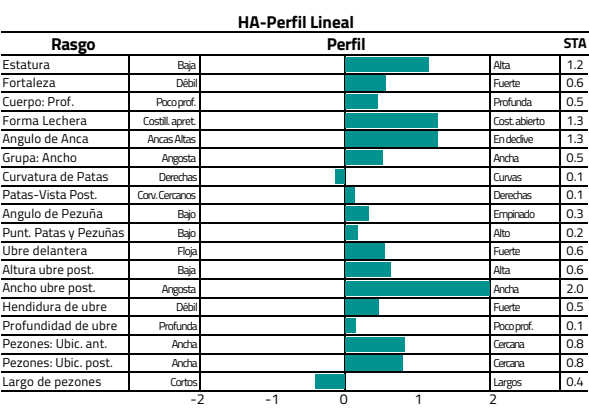 HA-Perfil Lineal
Rasgo Perfil STA
Estatura Baja Alta 1.2
Fortaleza Débil Fuerte 0.6
Cuerpo: Prof. Poco prof. Profunda 0.5
Forma Lechera Costill. apret. Cost. abierto 1.3
Angulo de Anca Ancas Altas En declive 1.3
Grupa: Ancho Angosta Ancha 0.5
Curvatura de Patas Derechas Curvas 0.1
Patas-Vista Post. Corv. Cercanos Derechas 0.1
Angulo de Pezuña Bajo Empinado 0.3
Punt. Patas y Pezuñas Bajo Alto 0.2
Ubre delantera Floja Fuerte 0.6
Altura ubre post. Baja Alta 0.6
Ancho ubre post. Angosta Ancha 2.0
Hendidura de ubre Débil Fuerte 0.5
Profundidad de ubre Profunda Poco prof. 0.1
Pezones: Ubic. ant. Ancha Cercana 0.8
Pezones: Ubic. post. Ancha Cercana 0.8
Largo de pezones Cortos Largos 0.4
-2 -1 0 1 2